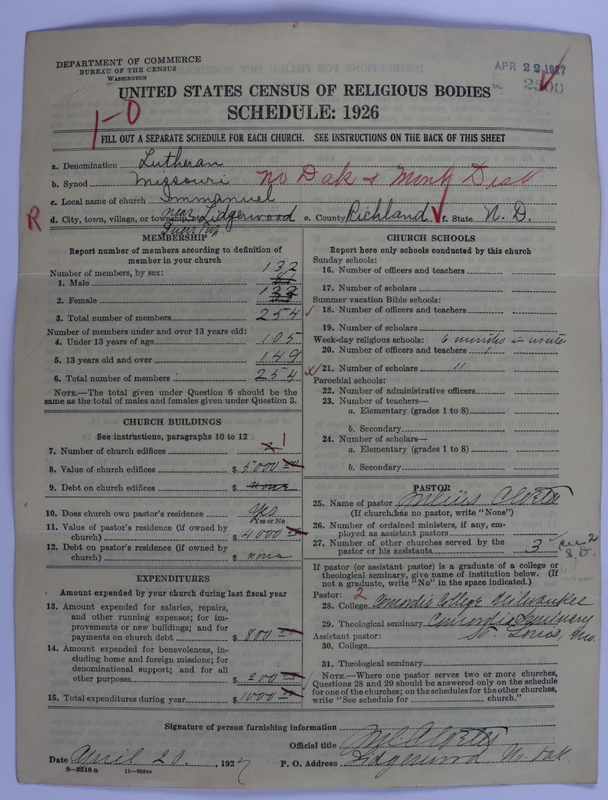 DEPARTMENT OF COMMERCE
BUREAU OF THE CENSUS
WASHINGTON
APR 22 1927
2500
UNITED STATES CENSUS OF RELIGIOUS BODIES
SCHEDULE: 1926
1-0
FILL OUT A SEPARATE SCHEDULE FOR EACH CHURCH. SEE INSTRUCTIONS ON THE BACK OF THIS SHEET
a. Denomination Lutheran
b. Synod Missouri No Dak & Mont Dist
c. Local name of church Immanuel
d. City, town, village, or township near Lidgerwood e. County Richland f. State N. D.
R
MEMBERSHIP
Report number of members according to definition of
member in your church
Number of members, by sex:
1. Male 132
2. Female 122
3. Total number of members 254
Number of members under and over 13 years old:
4. Under 13 years of age 105
5. 13 years old and over 149
6. Total number of members 254 x
NOTE.—The total given under Question 6 should be the
same as the total of males and females given under Question 3.
CHURCH BUILDINGS
See instructions, paragraphs 10 to 12
7. Number of church edifices 1
8. Value of church edifices $ 5000
9. Debt on church edifices $ None
10. Does church own pastor's residence Yes
Yes or No
11. Value of pastor's residence (if owned by
church) $ 4000
12. Debt on pastor's residence (if owned by
church) $ none
EXPENDITURES
Amount expended by your church during last fiscal year
13. Amount expended for salaries, repairs,
and other running expenses; for im-
provements or new buildings; and for
payments on church debt $ 800
14. Amount expended for benevolences,
including home and foreign missions; for
denominational support; and for all
other purposes $ 200
15. Total expenditures during year $ 1000
CHURCH SCHOOLS
Report here only schools conducted by this church
Sunday schools:
16. Number of officers and teachers
17. Number of scholars
Summer vacation Bible schools:
18. Number of officers and teachers
19. Number of scholars
Week-day religious schools: 6 months in
20. Number of officers and teachers
21. Number of scholars 11
Parochial schools:
22. Number of administrative officers
23. Number of teachers—
a. Elementary (grades 1 to 8)
b. Secondary
24. Number of scholars—
a. Elementary (grades 1 to 8)
b. Secondary
PASTOR
25. Name of pastor
(If church has no pastor, write "None")
26. Number of ordained ministers, if any, em-
ployed as assistant pastors
27. Number of other churches served by the
pastor or his assistants 3
If pastor (or assistant pastor) is a graduate of a college or
theological seminary, give name of institution below. (If
not a graduate, write "No" in the space indicated.)
Pastor: 2
28. College Concordia College Milwaukee
29. Theological seminary Concordia Seminary
Assistant pastor: St Louis, Mo.
30. College
31. Theological seminary
NOTE.—Where one pastor serves two or more churches,
Questions 28 and 29 should be answered only on the schedule
for one of the churches; on the schedules for the other churches,
write "See schedule for church."
Signature of person furnishing information
Official title
Date April 20, 1927 P. O. Address Lidgerwood N. Dak.
8—5518a 11—9284a